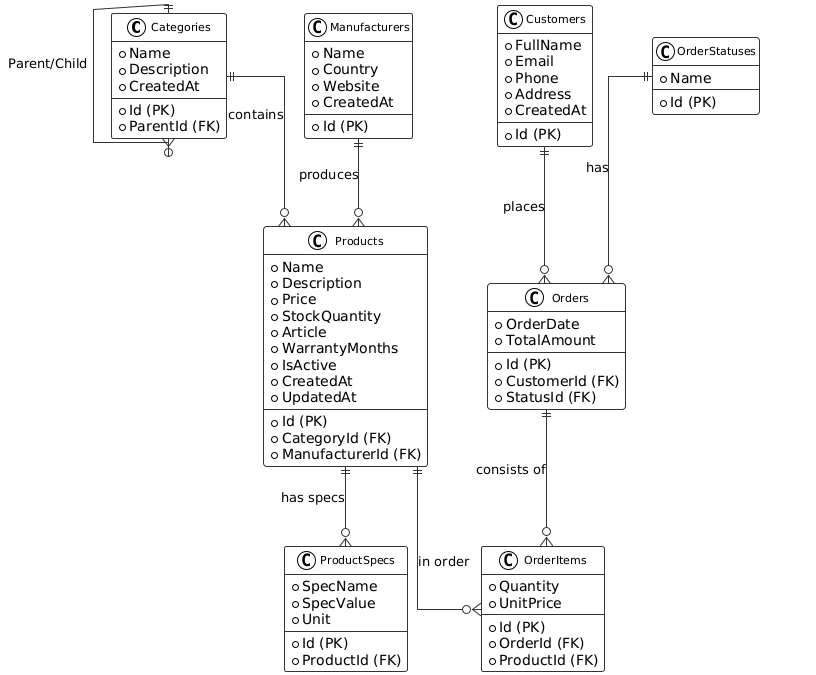 Parent/Child
C Categories
Name
Description
CreatedAt
Id (PK)
ParentId (FK)
C Manufacturers
Name
Country
Website
CreatedAt
Id (PK)
C Customers
FullName
Email
Phone
Address
CreatedAt
Id (PK)
C OrderStatuses
Name
Id (PK)
contains
produces
places
has
C Products
Name
Description
Price
StockQuantity
Article
WarrantyMonths
IsActive
CreatedAt
UpdatedAt
Id (PK)
CategoryId (FK)
ManufacturerId (FK)
C Orders
OrderDate
TotalAmount
Id (PK)
CustomerId (FK)
StatusId (FK)
has specs
in order
consists of
C ProductSpecs
SpecName
SpecValue
Unit
Id (PK)
ProductId (FK)
C OrderItems
Quantity
UnitPrice
Id (PK)
OrderId (FK)
ProductId (FK)